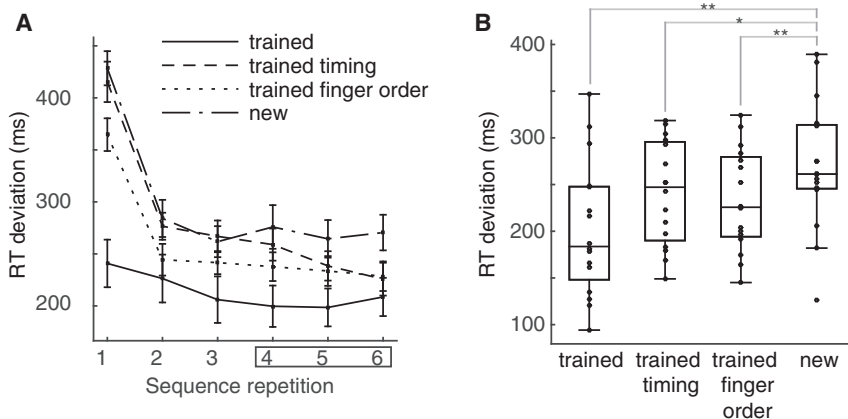 A
trained
trained timing
trained finger order
new
RT deviation (ms)
400
300
200
1 2 3 4 5 6
Sequence repetition
B
**
*
**
RT deviation (ms)
400
300
200
100
trained
trained timing
trained finger order
new